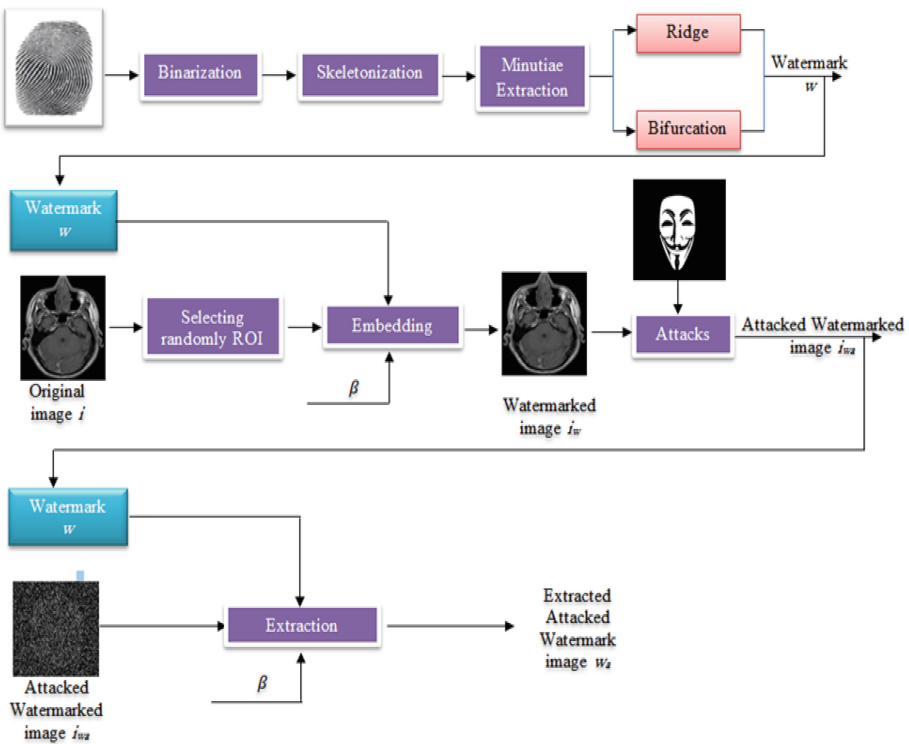 Binarization
Skeletonization
Minutiae
Extraction
Ridge
Bifurcation
Watermark
w
Watermark
w
Original
image i
Selecting
randomly ROI
Embedding
β
Watermarked
image iw
Attacks
Attacked Watermarked
image iwa
Watermark
w
Attacked
Watermarked
image iwa
Extraction
β
Extracted
Attacked
Watermark
image wa